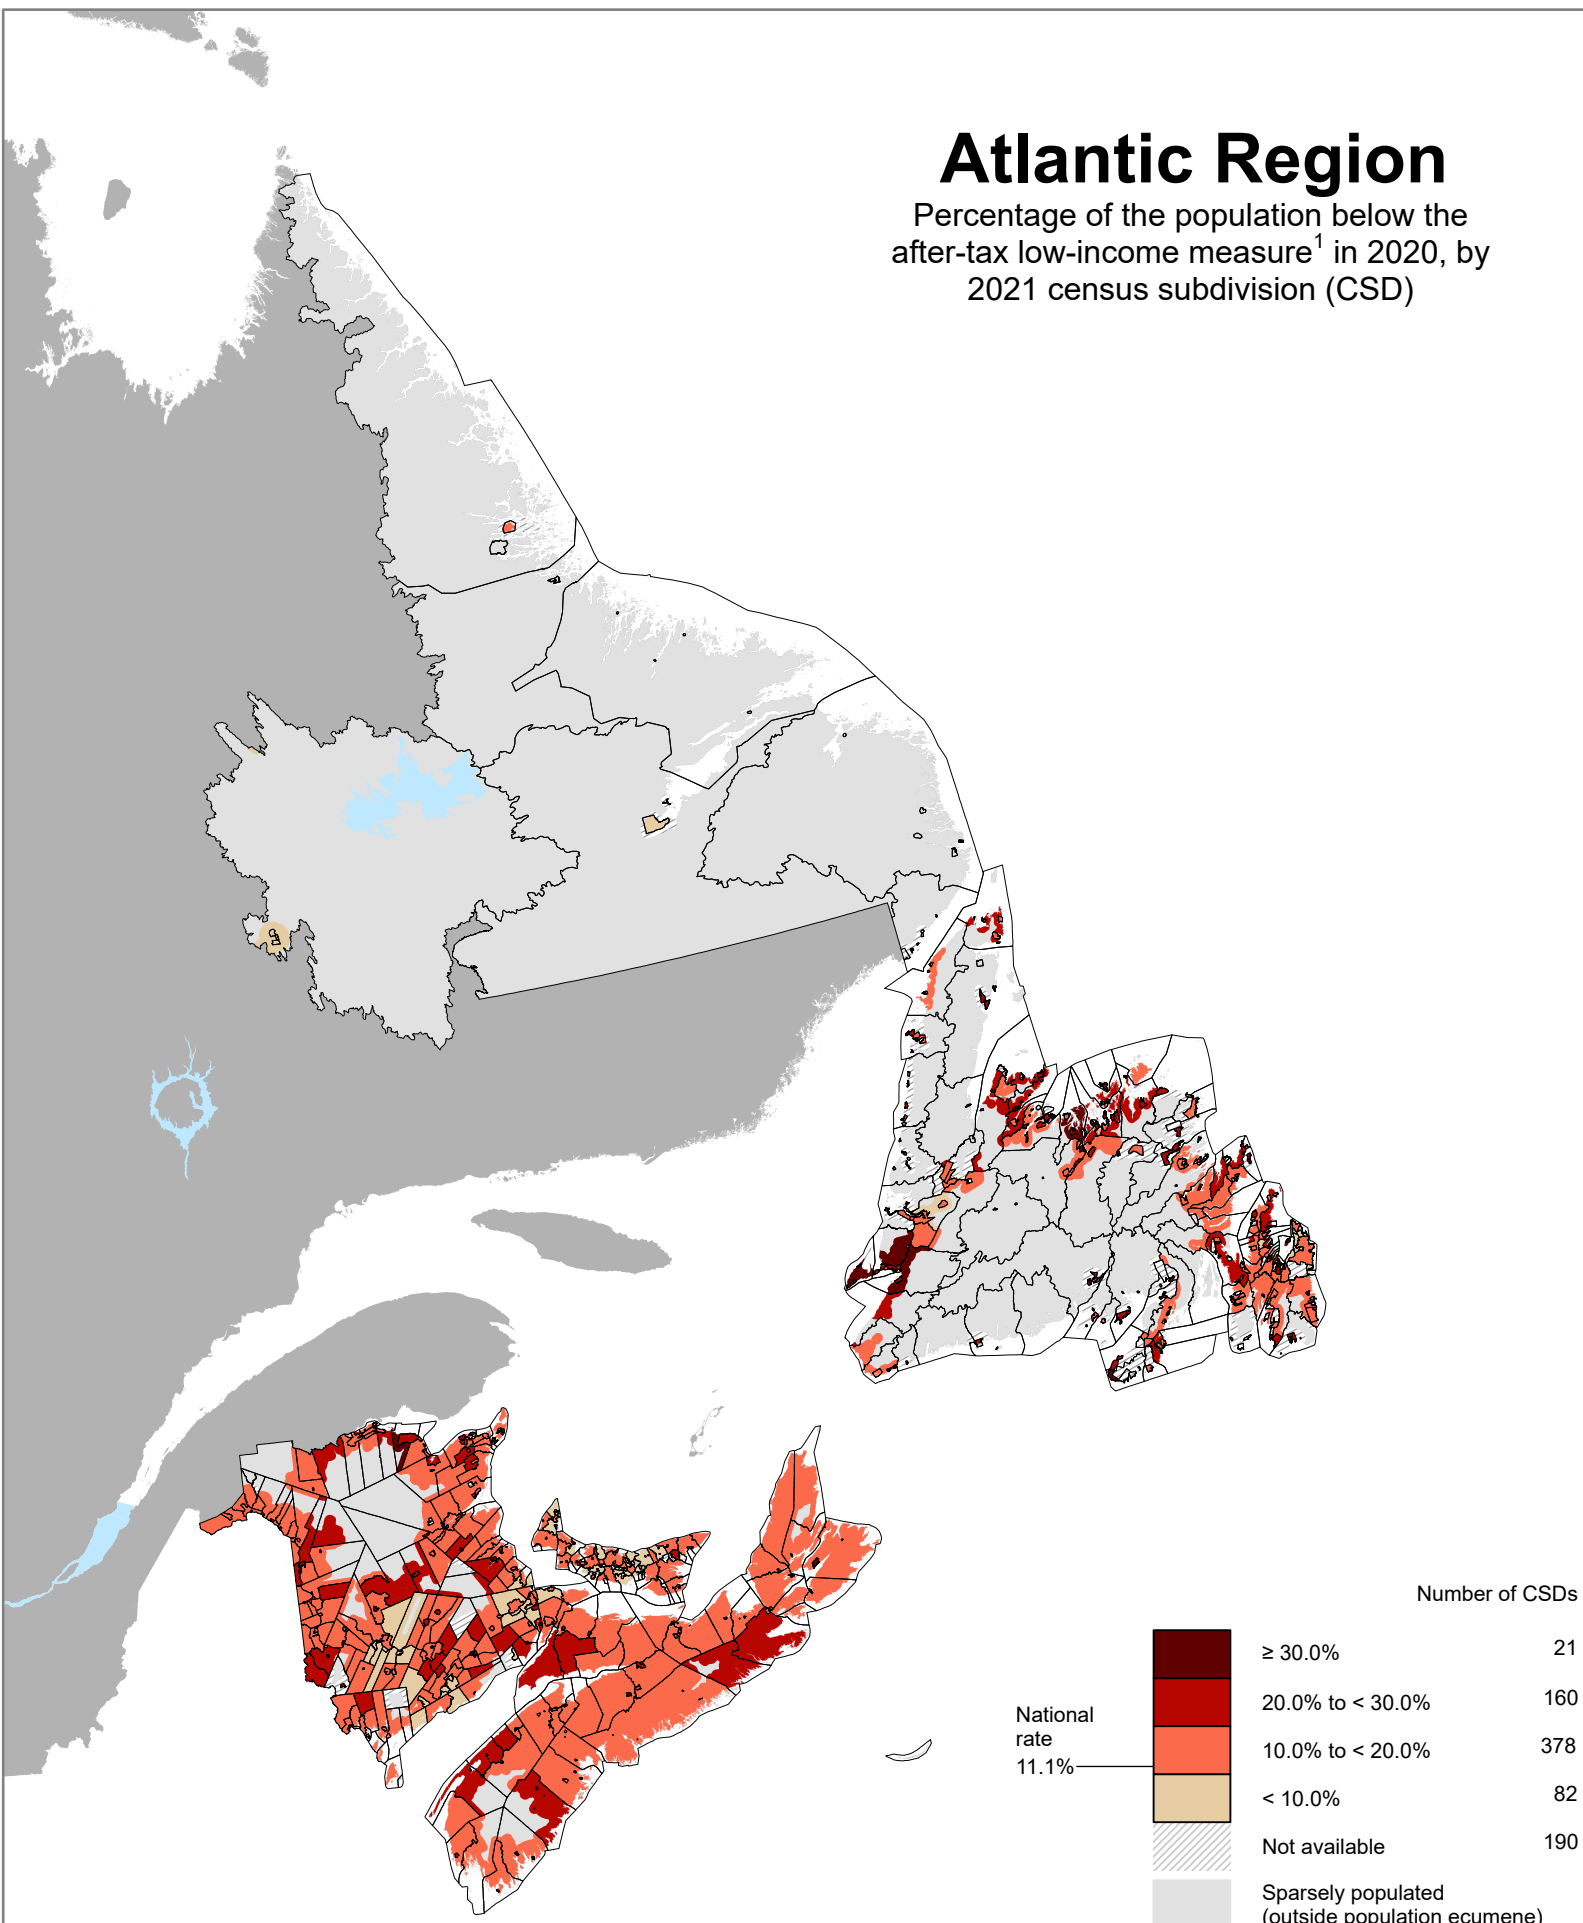 Atlantic Region
Percentage of the population below the
after-tax low-income measure¹ in 2020, by
2021 census subdivision (CSD)
Number of CSDs
≥ 30.0% 21
20.0% to < 30.0% 160
National
rate
11.1%
10.0% to < 20.0% 378
< 10.0% 82
Not available 190
Sparsely populated
(outside population ecumene)